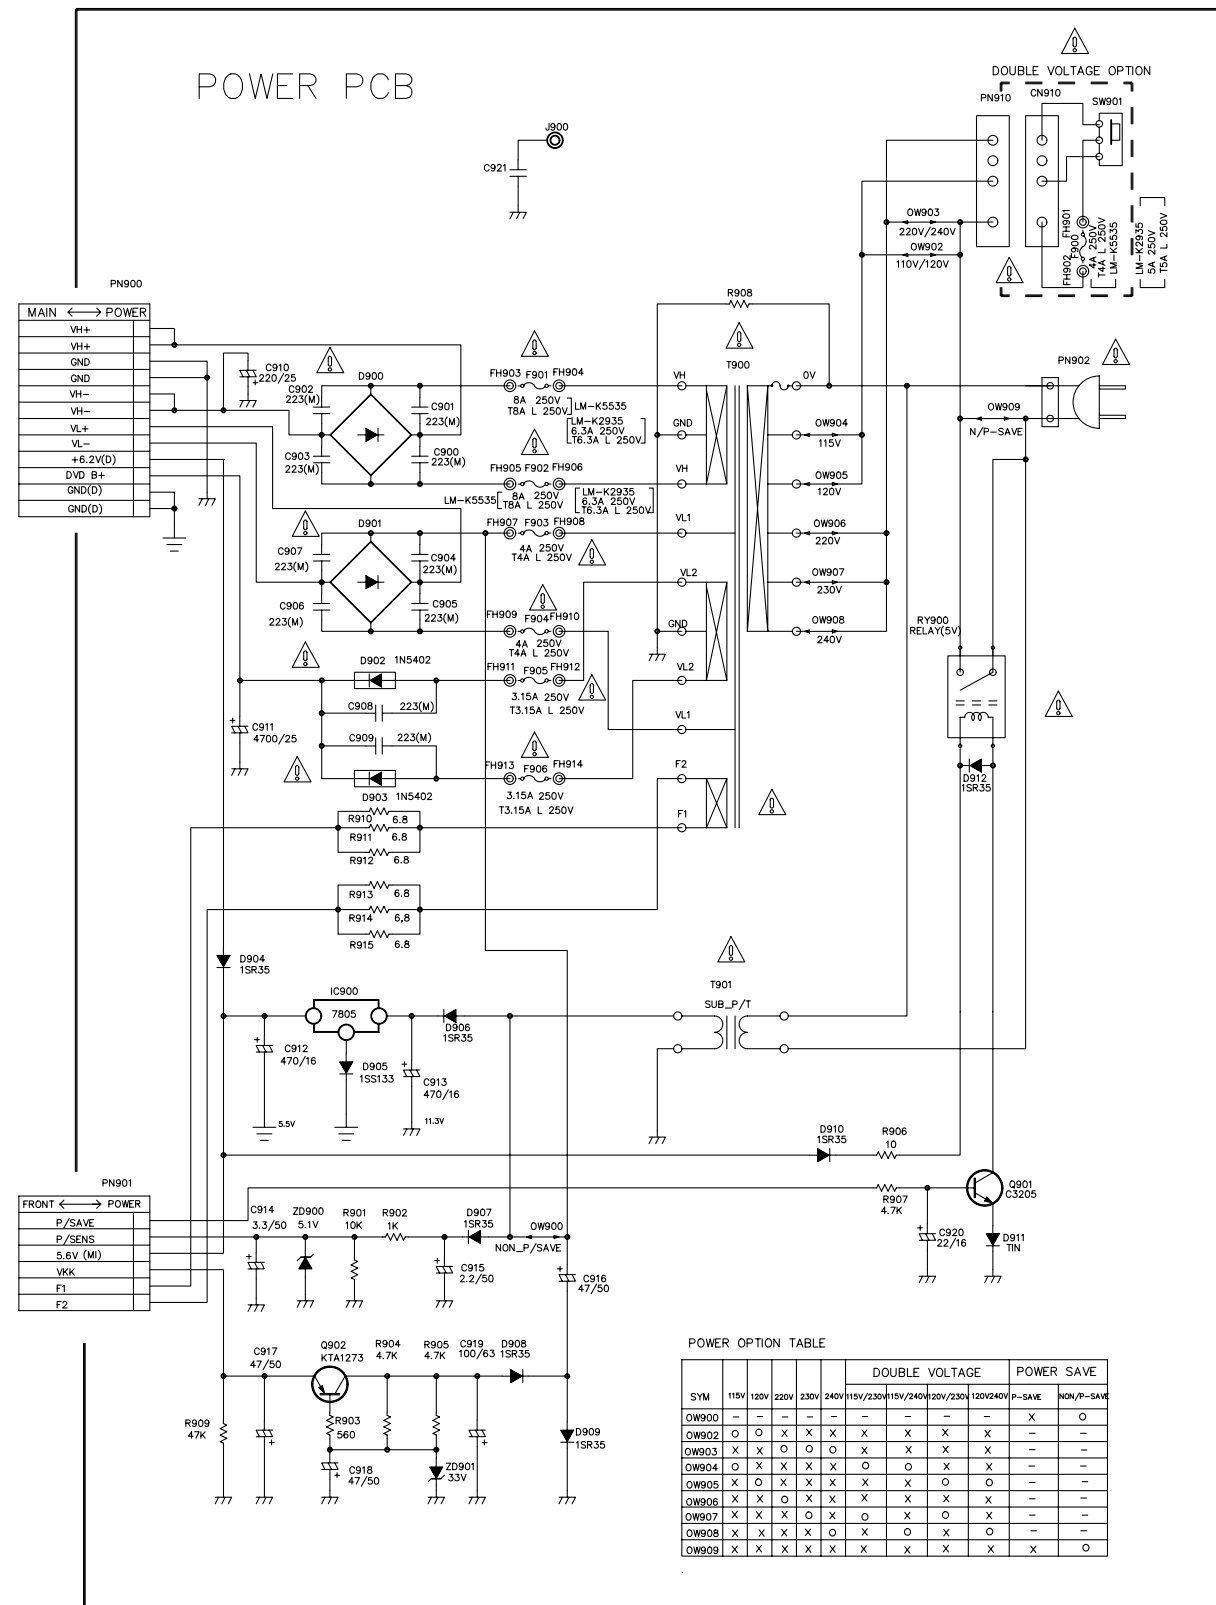 POWER PCB
J900
C921
DOUBLE VOLTAGE OPTION
PN910
CN910
SW901
FH901
F900
FH902
4A 250V
T4A L 250V
LM-K5535
LM-K2935
5A 250V
T5A L 250V
OW903
220V/240V
OW902
110V/120V
PN900
MAIN <--> POWER
VH+
VH+
GND
GND
VH-
VH-
VL+
VL-
+6.2V(D)
DVD B+
GND(D)
GND(D)
C910
220/25
C902
223(M)
D900
C901
223(M)
C903
223(M)
C900
223(M)
FH903 F901 FH904
8A 250V
T8A L 250V
LM-K5535
LM-K2935
6.3A 250V
T6.3A L 250V
FH905 F902 FH906
LM-K5535
8A 250V
T8A L 250V
LM-K2935
6.3A 250V
T6.3A L 250V
D901
C907
223(M)
C904
223(M)
C906
223(M)
C905
223(M)
FH907 F903 FH908
4A 250V
T4A L 250V
FH909 F904 FH910
4A 250V
T4A L 250V
D902 1N5402
FH911 F905 FH912
3.15A 250V
T3.15A L 250V
C908 223(M)
C909 223(M)
C911
4700/25
D903 1N5402
FH913 F906 FH914
3.15A 250V
T3.15A L 250V
R908
T900
VH
GND
VH
VL1
VL2
GND
VL2
VL1
F2
F1
0V
OW904
115V
OW905
120V
OW906
220V
OW907
230V
OW908
240V
PN902
OW909
N/P-SAVE
RY900
RELAY(5V)
D912
1SR35
R910 6.8
R911 6.8
R912 6.8
R913 6.8
R914 6,8
R915 6.8
D904
1SR35
IC900
7805
D906
1SR35
C912
470/16
D905
1SS133
C913
470/16
5.5V
11.3V
T901
SUB_P/T
D910
1SR35
R906
10
R907
4.7K
Q901
C3205
C920
22/16
D911
TIN
PN901
FRONT <--> POWER
P/SAVE
P/SENS
5.6V (MI)
VKK
F1
F2
C914
3.3/50
ZD900
5.1V
R901
10K
R902
1K
D907
1SR35
OW900
NON_P/SAVE
C915
2.2/50
C916
47/50
C917
47/50
Q902
KTA1273
R904
4.7K
R905
4.7K
C919
100/63
D908
1SR35
R909
47K
R903
560
C918
47/50
ZD901
33V
D909
1SR35
POWER OPTION TABLE
DOUBLE VOLTAGE POWER SAVE
SYM 115V 120V 220V 230V 240V 115V/230V 115V/240V 120V/230V 120V240V P-SAVE NON/P-SAVE
OW900 - - - - - - - - - X O
OW902 O O X X X X X X X - -
OW903 X X O O O X X X X - -
OW904 O X X X X O O X X - -
OW905 X O X X X X X O O - -
OW906 X X O X X X X X X - -
OW907 X X X O X O X O X - -
OW908 X X X X O X O X O - -
OW909 X X X X X X X X X X O